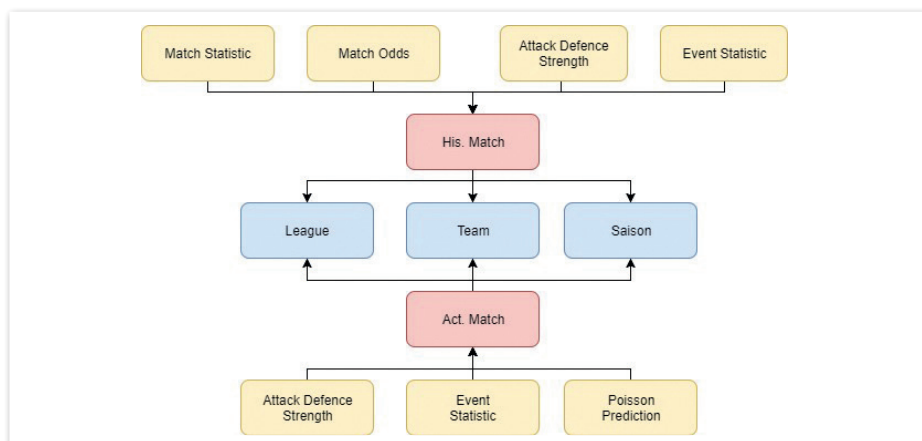 Match Statistic
Match Odds
Attack Defence
Strength
Event Statistic
His. Match
League
Team
Saison
Act. Match
Attack Defence
Strength
Event
Statistic
Poisson
Prediction